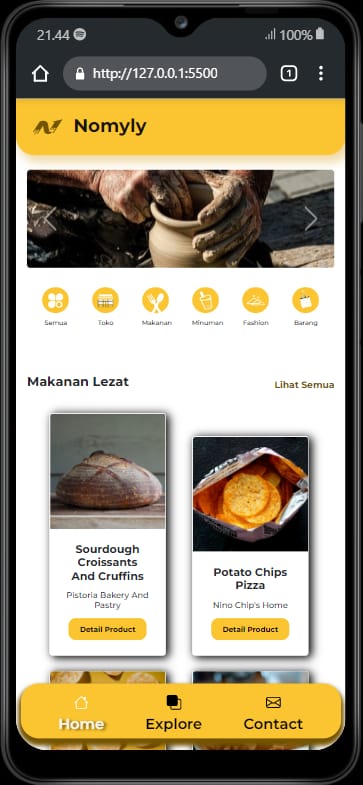 21.44 100%
http://127.0.0.1:5500 1
Nomyly
Semua Toko Makanan Minuman Fashion Barang
Makanan Lezat Lihat Semua
Sourdough
Croissants
And Cruffins
Pistoria Bakery And
Pastry
Detail Product
Potato Chips
Pizza
Nino Chip's Home
Detail Product
Home Explore Contact